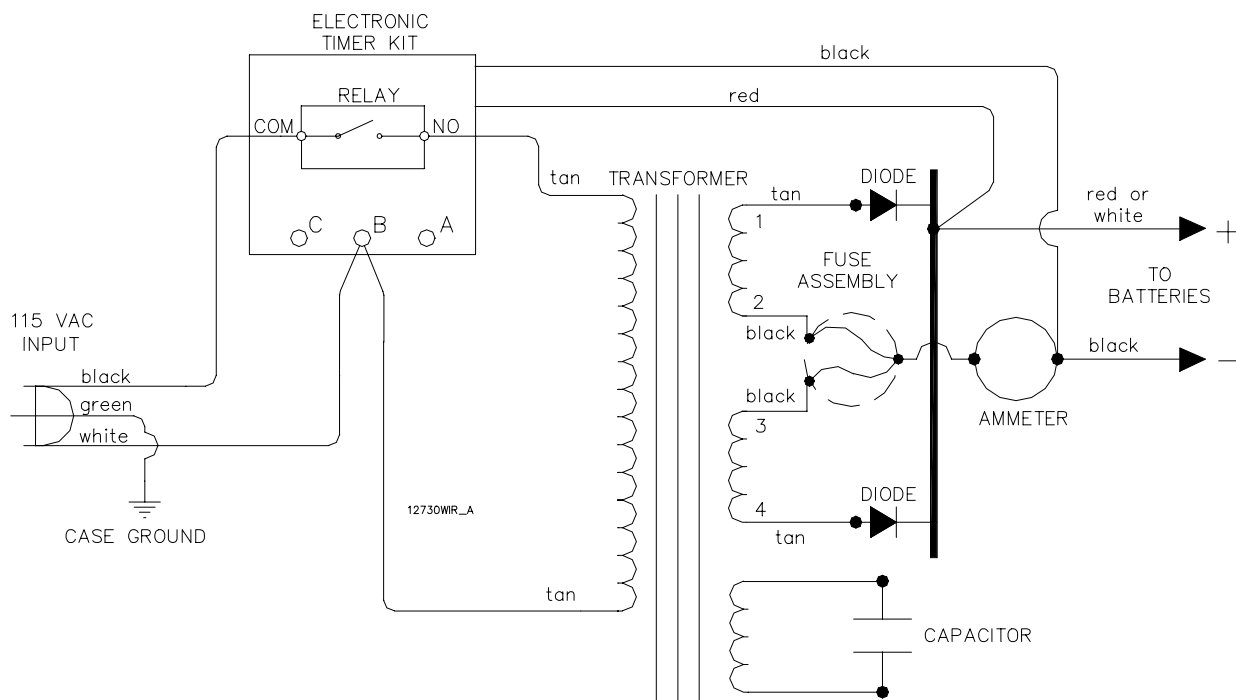 ELECTRONIC
TIMER KIT
black
RELAY
red
COM
NO
tan
TRANSFORMER
DIODE
tan
red or
white
1
C
B
A
+
FUSE
ASSEMBLY
TO
BATTERIES
2
115 VAC
INPUT
black
black
–
black
black
green
3
AMMETER
white
DIODE
4
12730WIR_A
CASE GROUND
tan
tan
CAPACITOR